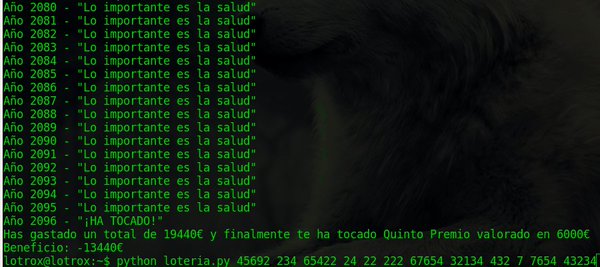 Año 2080 - "Lo importante es la salud"
Año 2081 - "Lo importante es la salud"
Año 2082 - "Lo importante es la salud"
Año 2083 - "Lo importante es la salud"
Año 2084 - "Lo importante es la salud"
Año 2085 - "Lo importante es la salud"
Año 2086 - "Lo importante es la salud"
Año 2087 - "Lo importante es la salud"
Año 2088 - "Lo importante es la salud"
Año 2089 - "Lo importante es la salud"
Año 2090 - "Lo importante es la salud"
Año 2091 - "Lo importante es la salud"
Año 2092 - "Lo importante es la salud"
Año 2093 - "Lo importante es la salud"
Año 2094 - "Lo importante es la salud"
Año 2095 - "Lo importante es la salud"
Año 2096 - "¡HA TOCADO!"
Has gastado un total de 19440€ y finalmente te ha tocado Quinto Premio valorado en 6000€
Beneficio: -13440€
lotrox@lotrox:~$ python loteria.py 45692 234 65422 24 22 222 67654 32134 432 7 7654 43234